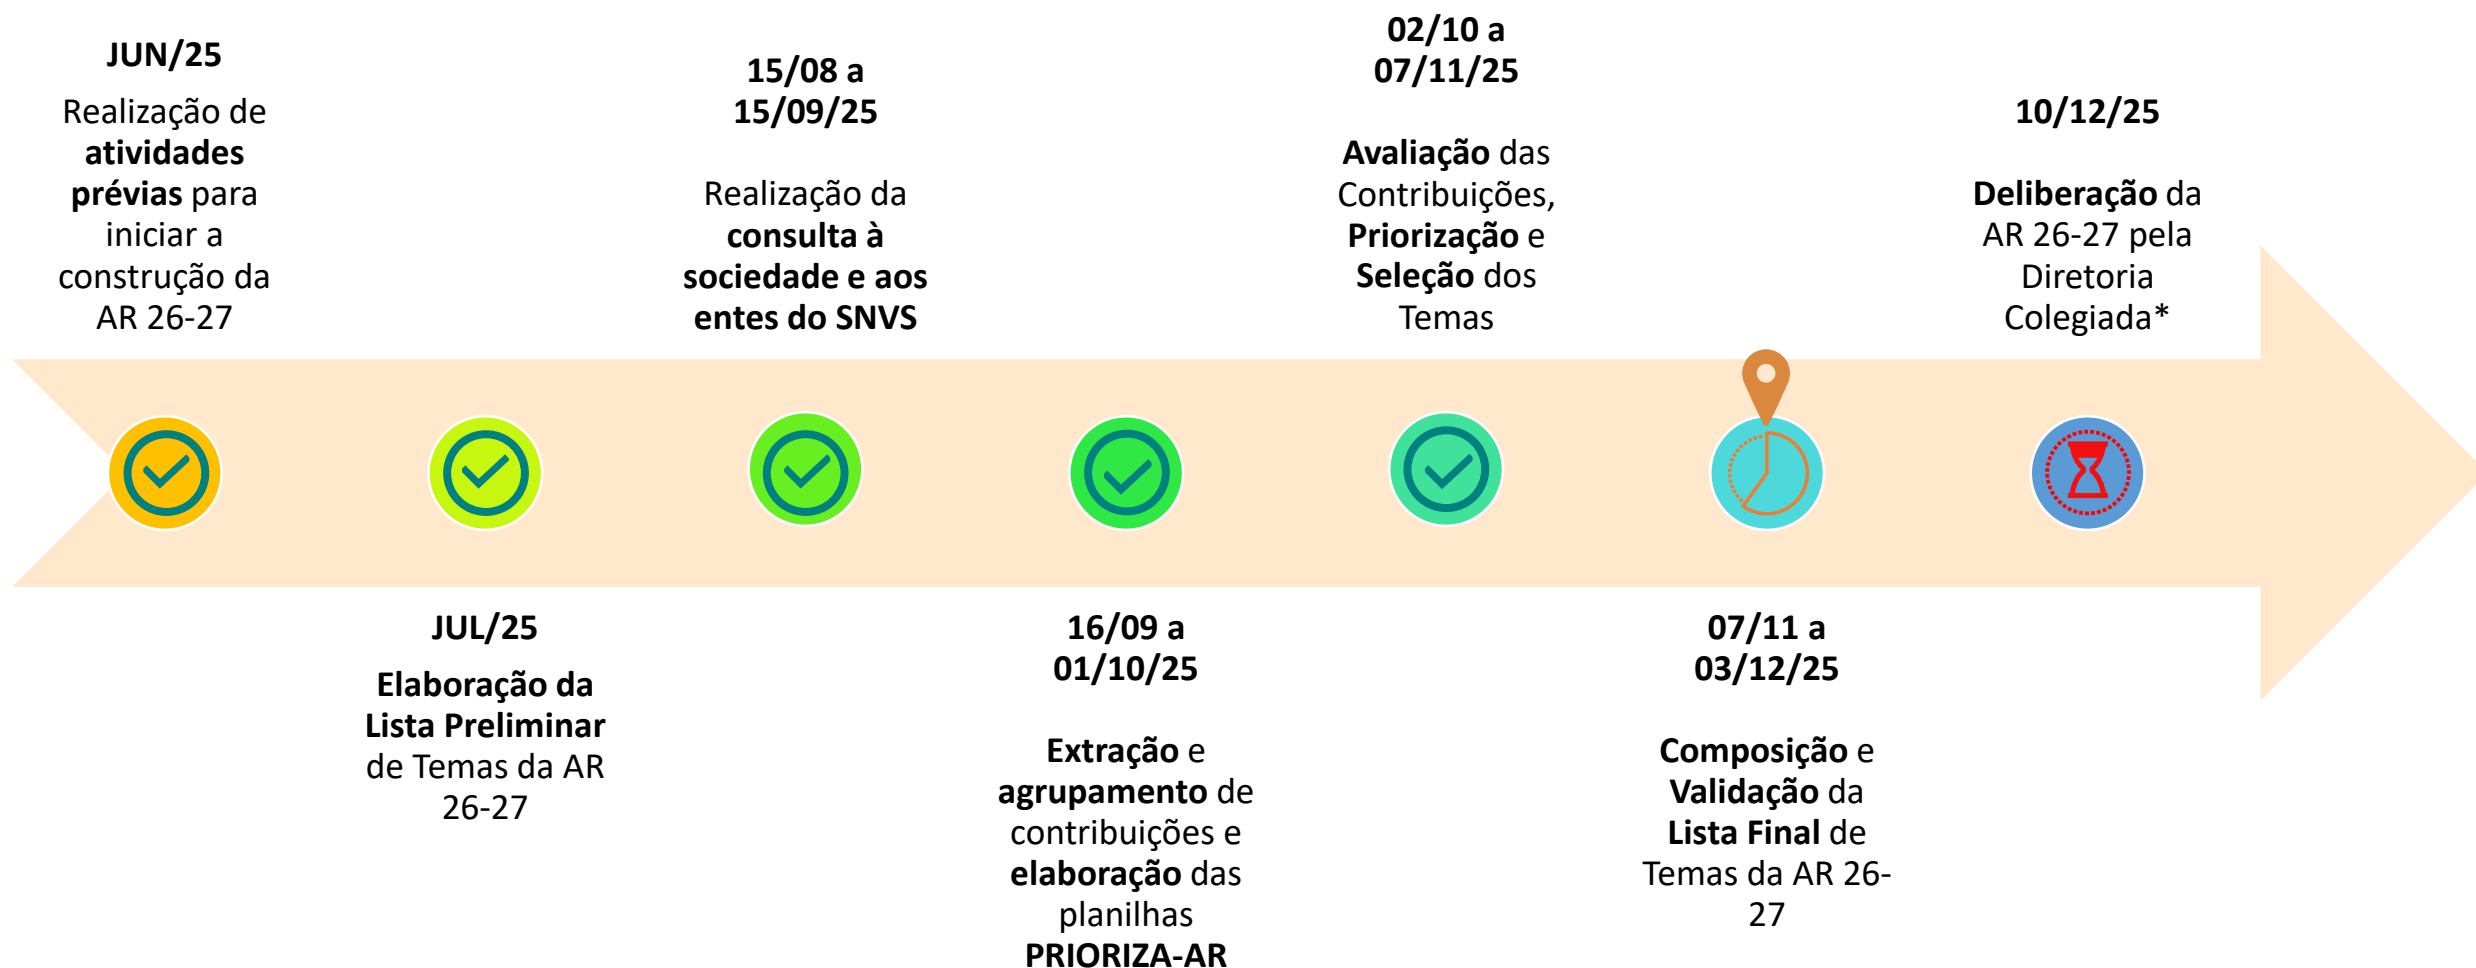 JUN/25
Realização de
atividades
prévias para
iniciar a
construção da
AR 26-27
JUL/25
Elaboração da
Lista Preliminar
de Temas da AR
26-27
15/08 a
15/09/25
Realização da
consulta à
sociedade e aos
entes do SNVS
16/09 a
01/10/25
Extração e
agrupamento de
contribuições e
elaboração das
planilhas
PRIORIZA-AR
02/10 a
07/11/25
Avaliação das
Contribuições,
Priorização e
Seleção dos
Temas
07/11 a
03/12/25
Composição e
Validação da
Lista Final de
Temas da AR 26-
27
10/12/25
Deliberação da
AR 26-27 pela
Diretoria
Colegiada*